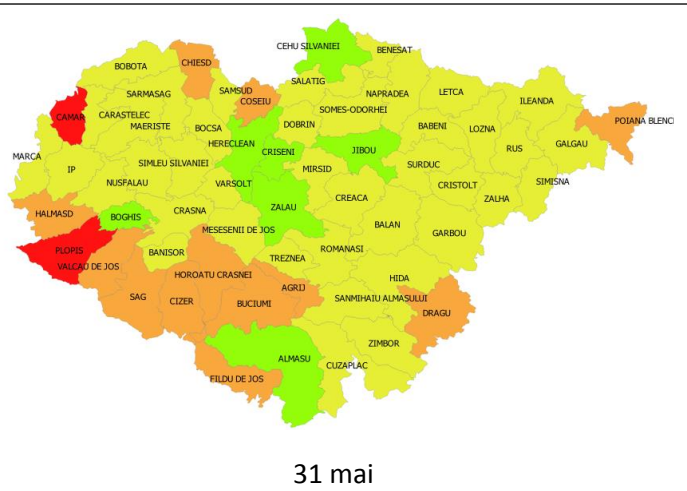 CEHU SILVANIEI
BENESAT
BOBOTA
CHIESD
SALATIG
SAMSUD
COSEIU
SARMASAG
NAPRADEA
LETCA
ILEANDA
CAMAR
CARASTELEC
MAERISTE
BOCSA
DOBRIN
SOMES-ODORHEI
BABENI
LOZNA
POIANA BLENCI
HERECLEAN
CRISENI
JIBOU
RUS
GALGAU
MARCA
IP
SIMLEU SILVANIEI
MIRSID
SURDUC
NUSFALAU
VARSOLT
CREACA
CRISTOLT
SIMISNA
ZALAU
ZALHA
HALMASD
BOGHIS
CRASNA
MESESENII DE JOS
BALAN
GARBOU
PLOPIS
BANISOR
ROMANASI
VALCAU DE JOS
TREZNEA
HOROATU CRASNEI
HIDA
SAG
CIZER
BUCIUMI
AGRIJ
SANMIHAIU ALMASULUI
DRAGU
ZIMBOR
ALMASU
CUZAPLAC
FILDU DE JOS
31 mai